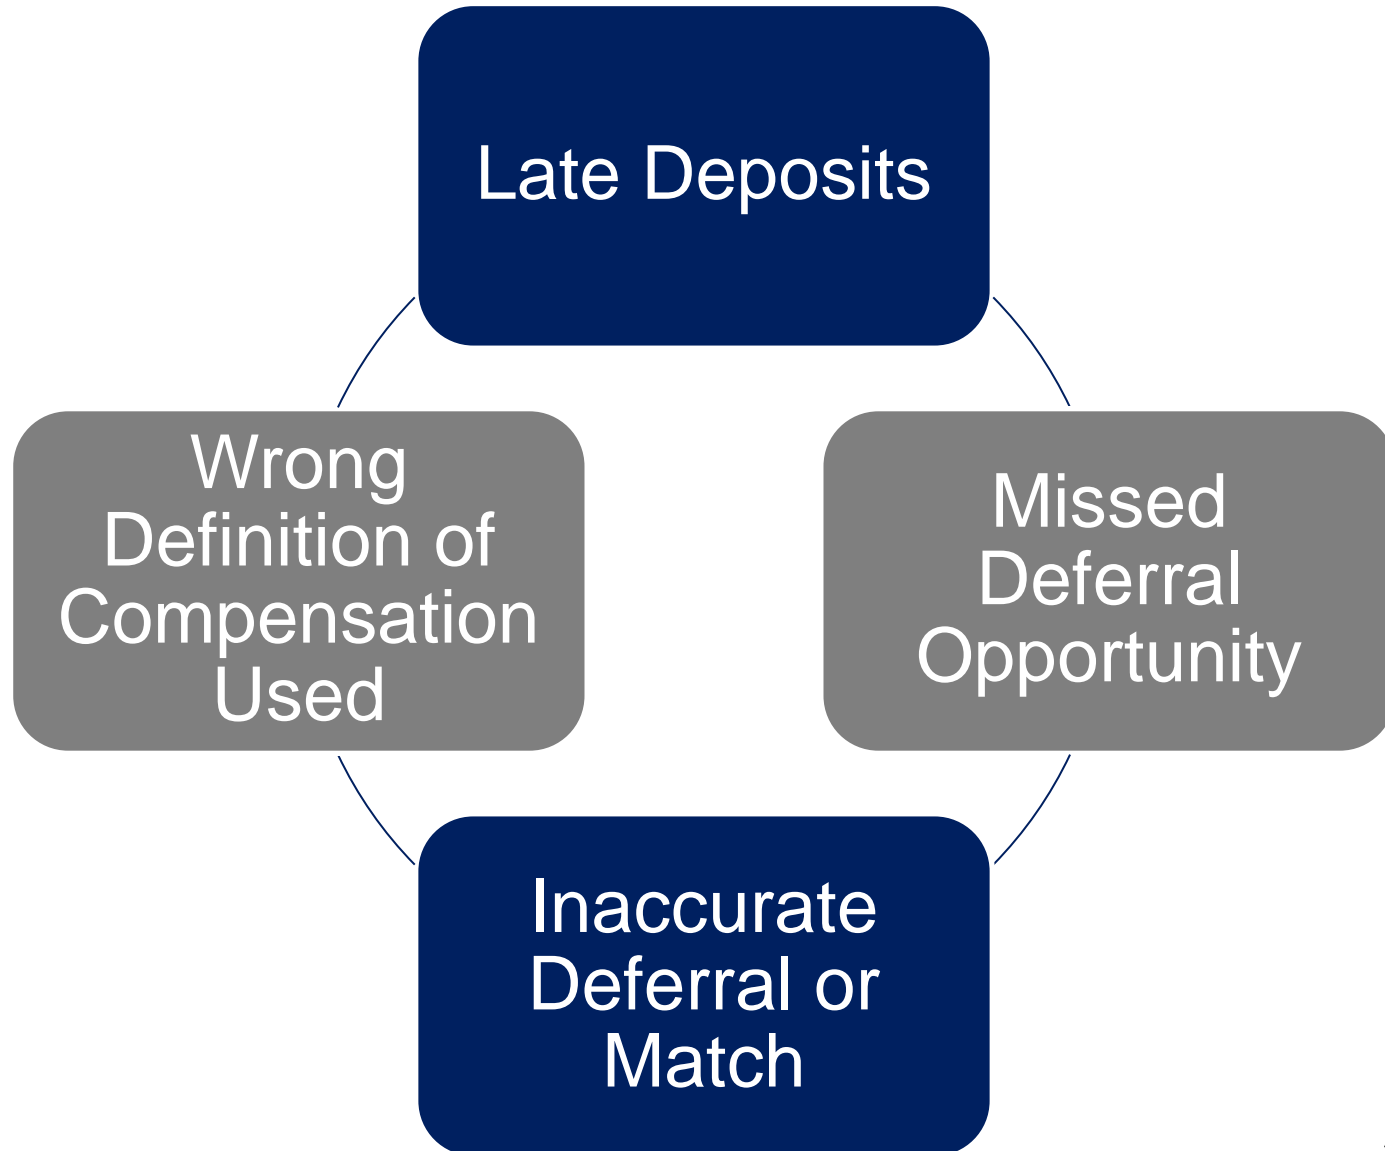 Late Deposits
Wrong
Definition of
Compensation
Used
Missed
Deferral
Opportunity
Inaccurate
Deferral or
Match